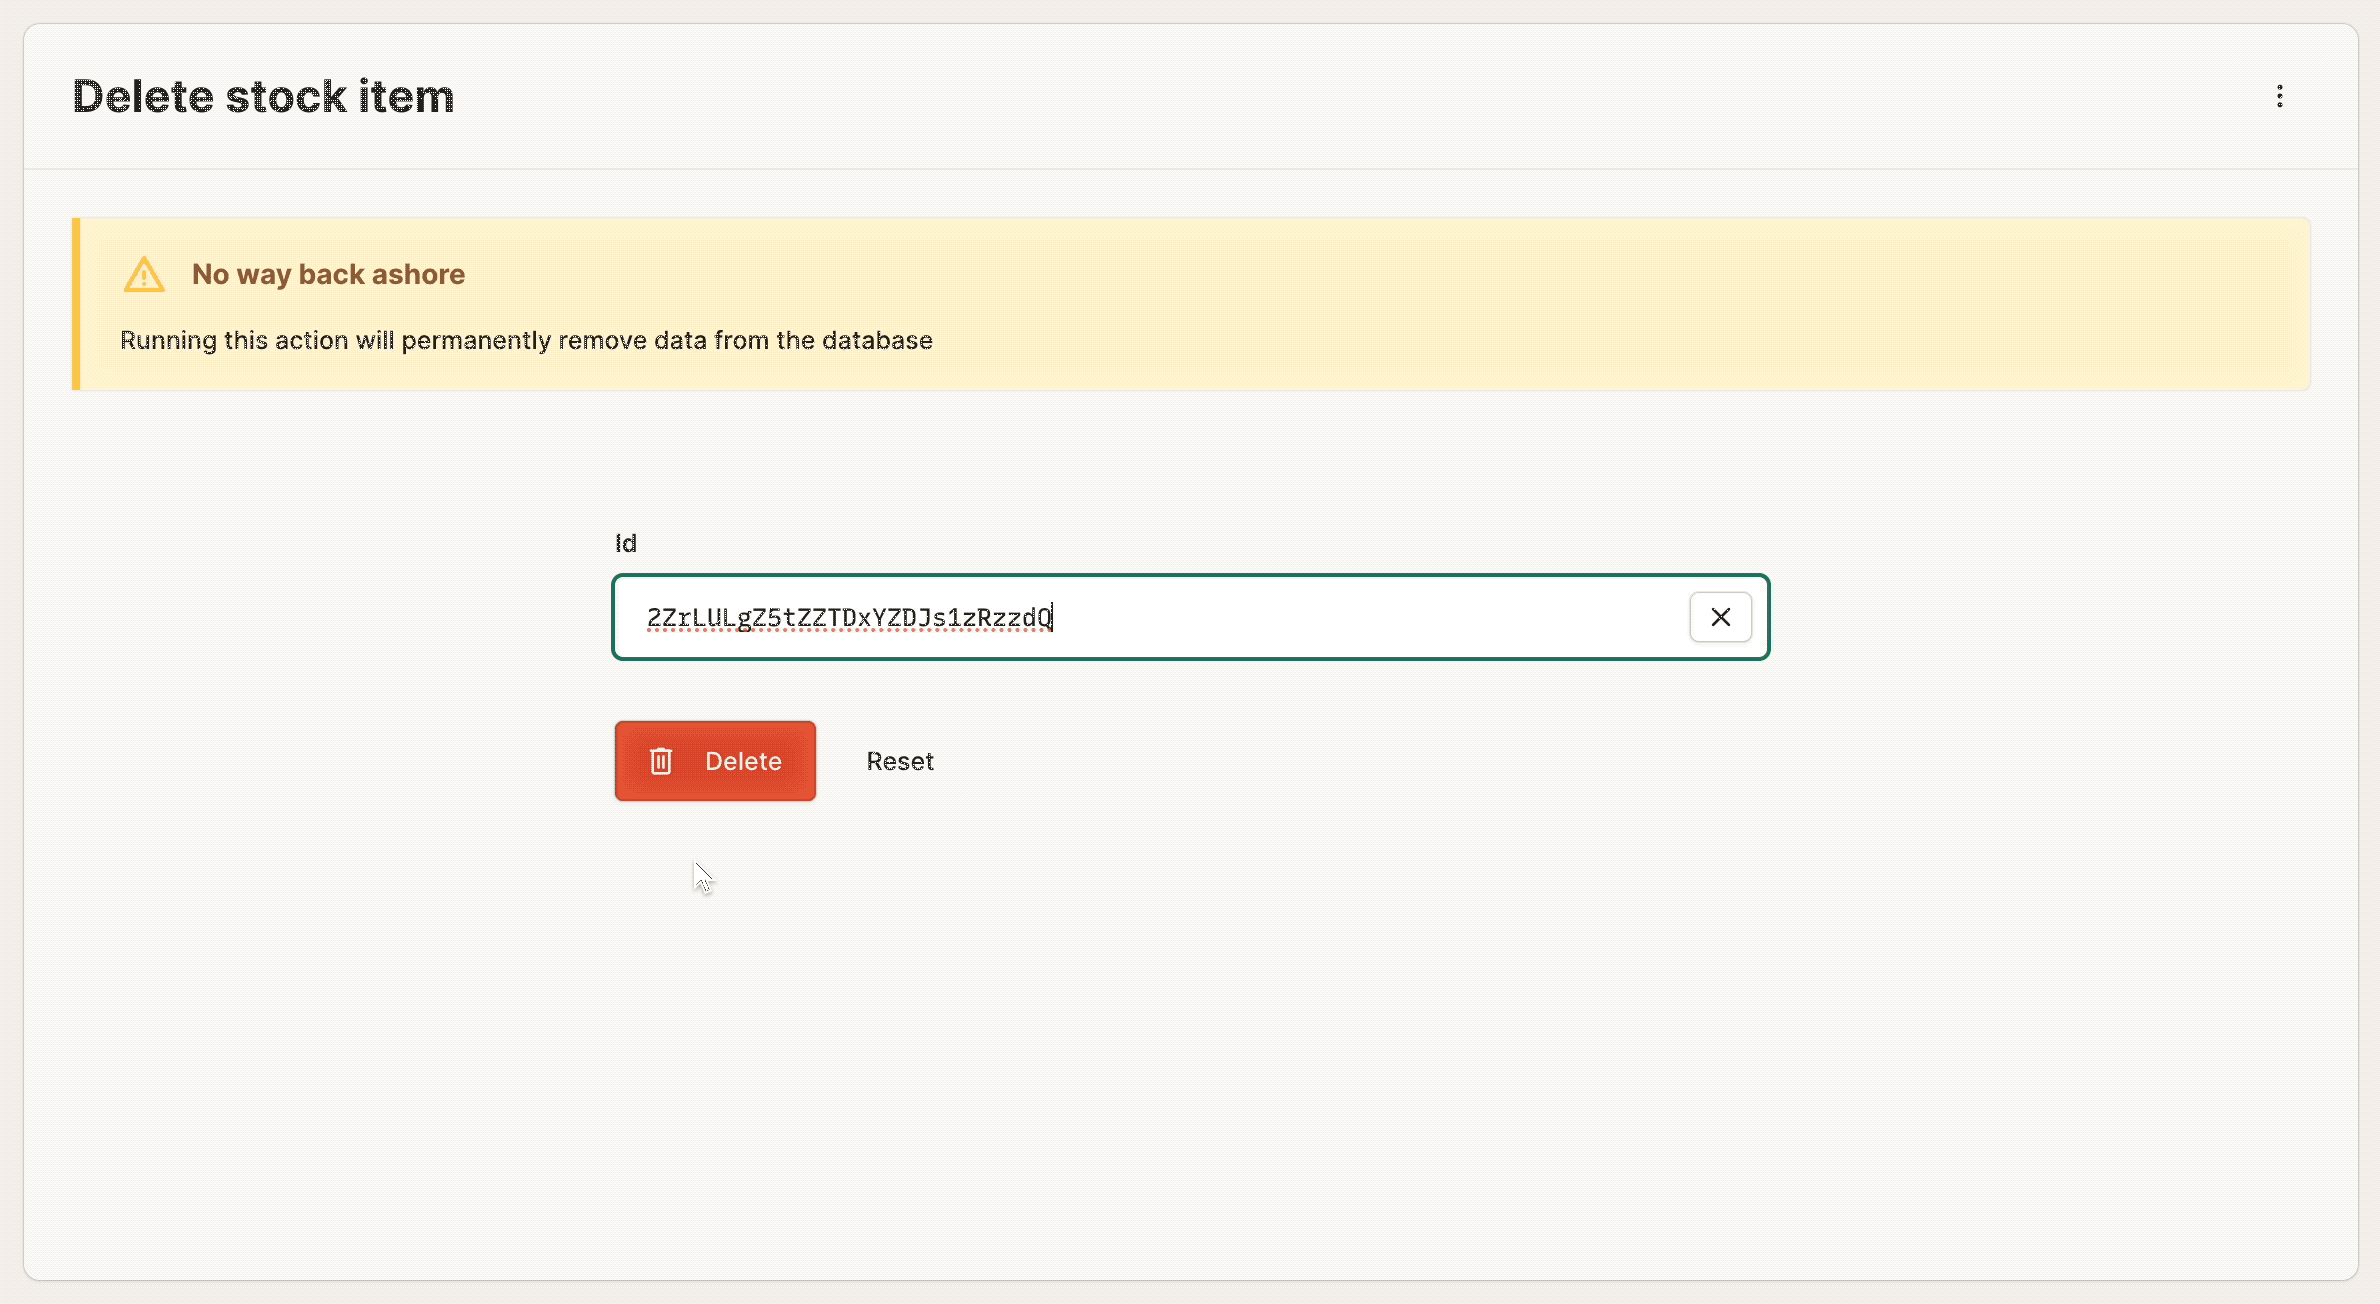 Delete stock item
No way back ashore
Running this action will permanently remove data from the database
Id
2ZrLULgZ5tZZTDxYZDJs1zRzzdQ
Delete
Reset